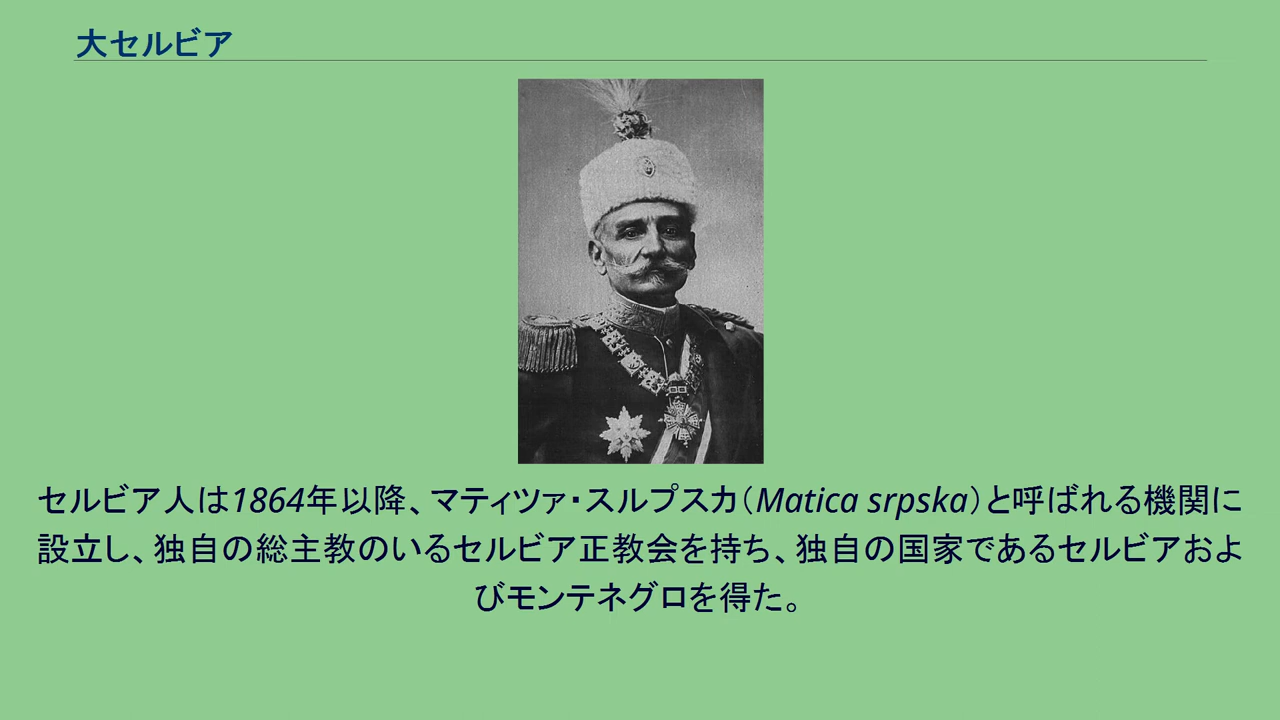 大セルビア
セルビア人は1864年以降、マティツァ・スルプスカ（Matica srpska）と呼ばれる機関に
設立し、独自の総主教のいるセルビア正教会を持ち、独自の国家であるセルビアおよ
びモンテネグロを得た。